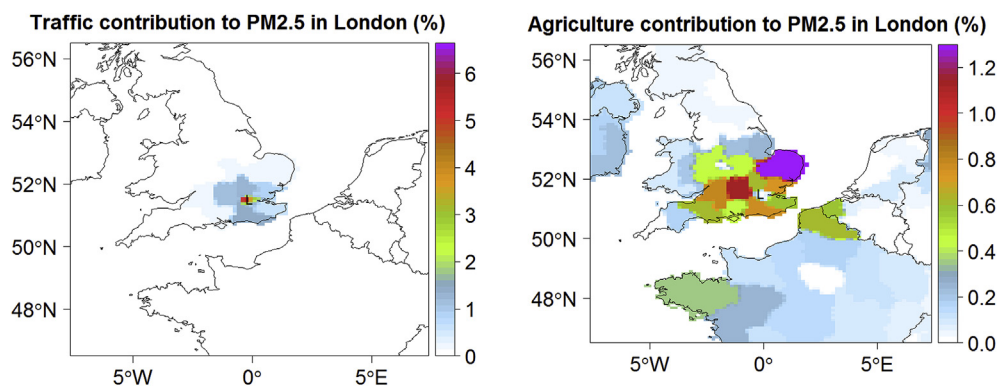 Traffic contribution to PM2.5 in London (%)
56°N
54°N
52°N
50°N
48°N
5°W
0°
5°E
6
5
4
3
2
1
0
Agriculture contribution to PM2.5 in London (%)
56°N
54°N
52°N
50°N
48°N
5°W
0°
5°E
1.2
1.0
0.8
0.6
0.4
0.2
0.0
L